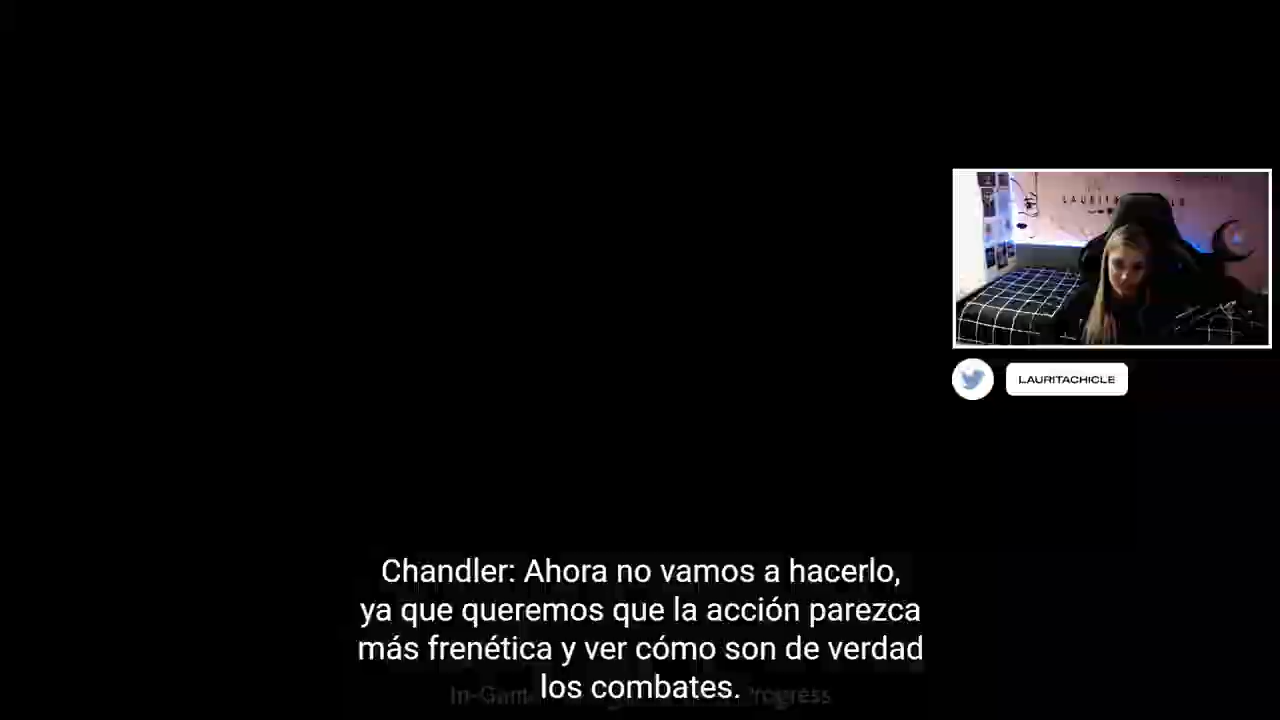 LAURITACHICLE
Chandler: Ahora no vamos a hacerlo,
ya que queremos que la acción parezca
más frenética y ver cómo son de verdad
los combates.